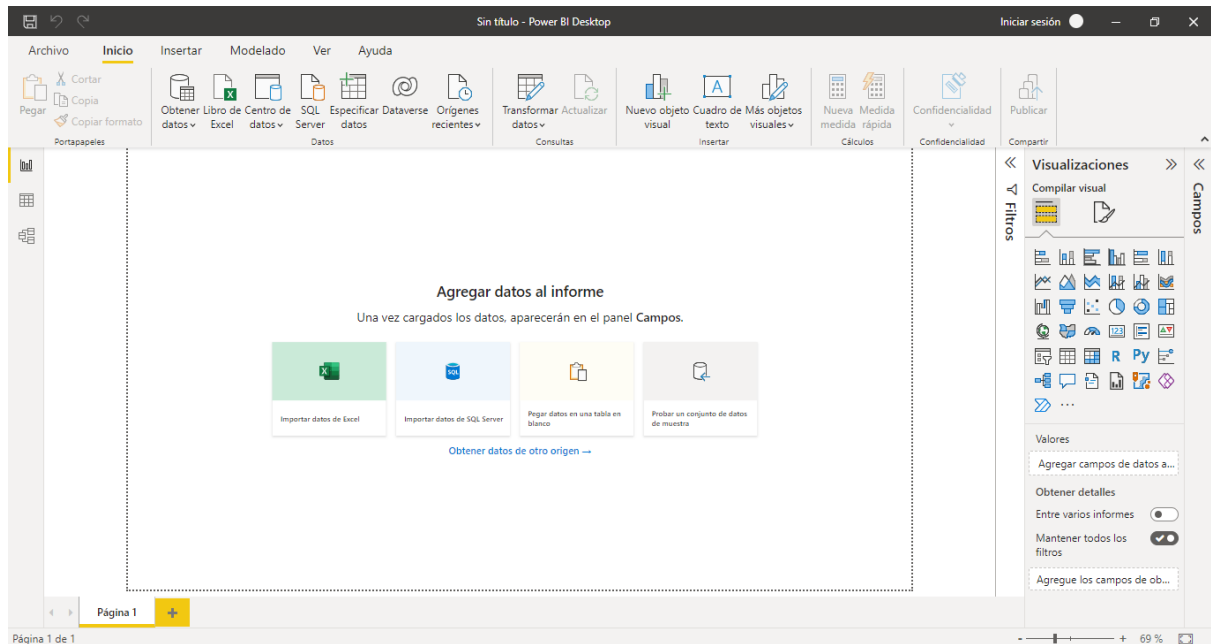 Sin título - Power BI Desktop
Iniciar sesión
Archivo Inicio Insertar Modelado Ver Ayuda
Pegar
Cortar
Copia
Copiar formato
Portapapeles
Obtener datos
Libro de Excel
Centro de datos
SQL Server
Especificar datos
Dataverse
Orígenes recientes
Datos
Transformar datos
Actualizar
Consultas
Nuevo objeto visual
Cuadro de texto
Más objetos visuales
Insertar
Nueva medida
Medida rápida
Cálculos
Confidencialidad
Confidencialidad
Publicar
Compartir
Agregar datos al informe
Una vez cargados los datos, aparecerán en el panel Campos.
Importar datos de Excel
SQL
Importar datos de SQL Server
Pegar datos en una tabla en
blanco
Probar un conjunto de datos
de muestra
Obtener datos de otro origen →
Filtros
Visualizaciones
Compilar visual
123
R Py
Valores
Agregar campos de datos a...
Obtener detalles
Entre varios informes
Mantener todos los
filtros
Agregue los campos de ob...
Campos
Página 1
Página 1 de 1
- + 69 %